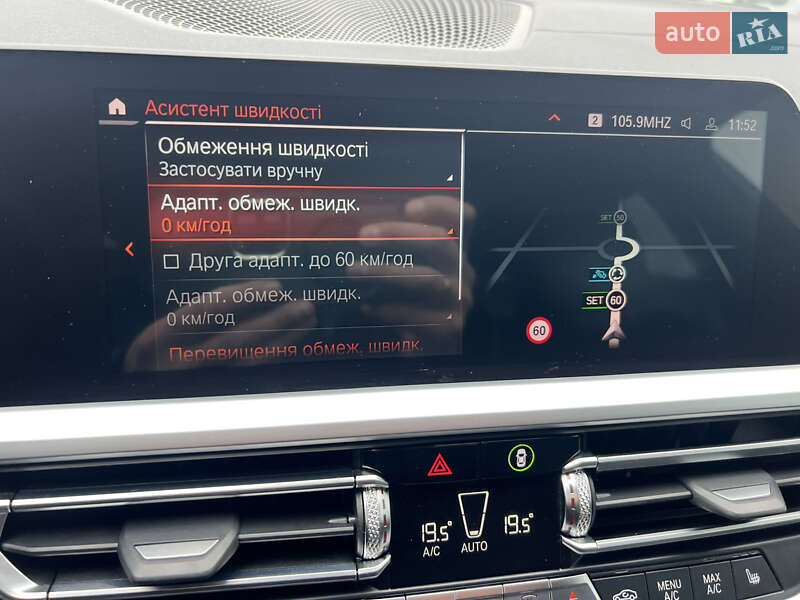 auto RIA.com
Асистент швидкості
2 105.9MHZ 11:52
Обмеження швидкості
Застосувати вручну
Адапт. обмеж. швидк.
0 км/год
Друга адапт. до 60 км/год
Адапт. обмеж. швидк.
0 км/год
Перевищення обмеж. швидк.
SET 50
SET 60
60
19.5° 19.5°
A/C AUTO
MENU A/C
MAX A/C